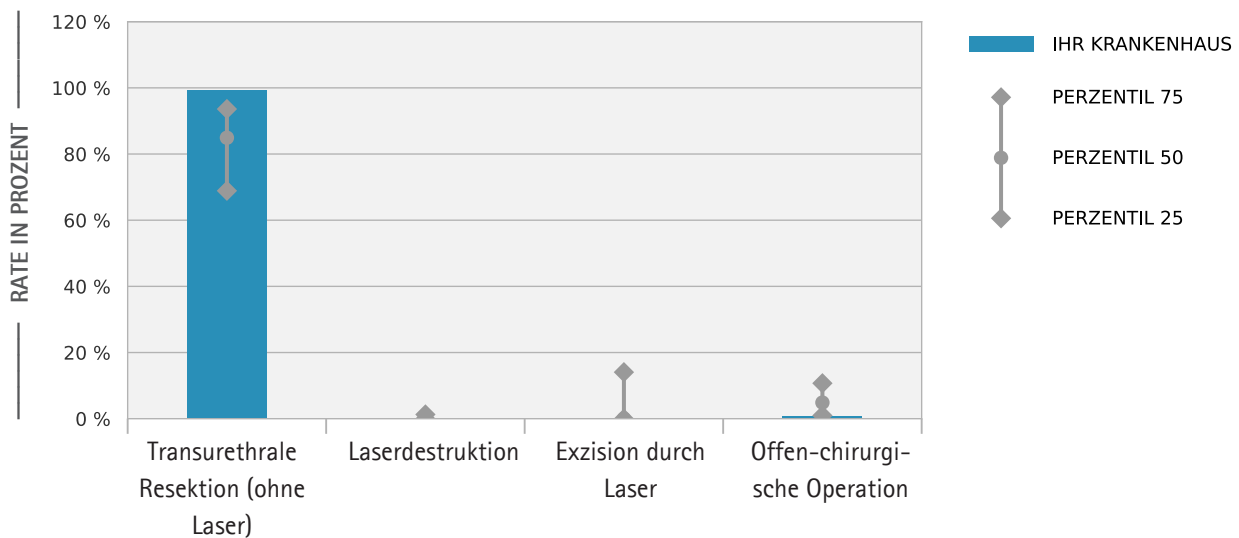 RATE IN PROZENT
120 %
100 %
80 %
60 %
40 %
20 %
0 %
Transurethrale
Resektion (ohne
Laser)
Laserdestruktion
Exzision durch
Laser
Offen-chirurgi-
sche Operation
IHR KRANKENHAUS
PERZENTIL 75
PERZENTIL 50
PERZENTIL 25